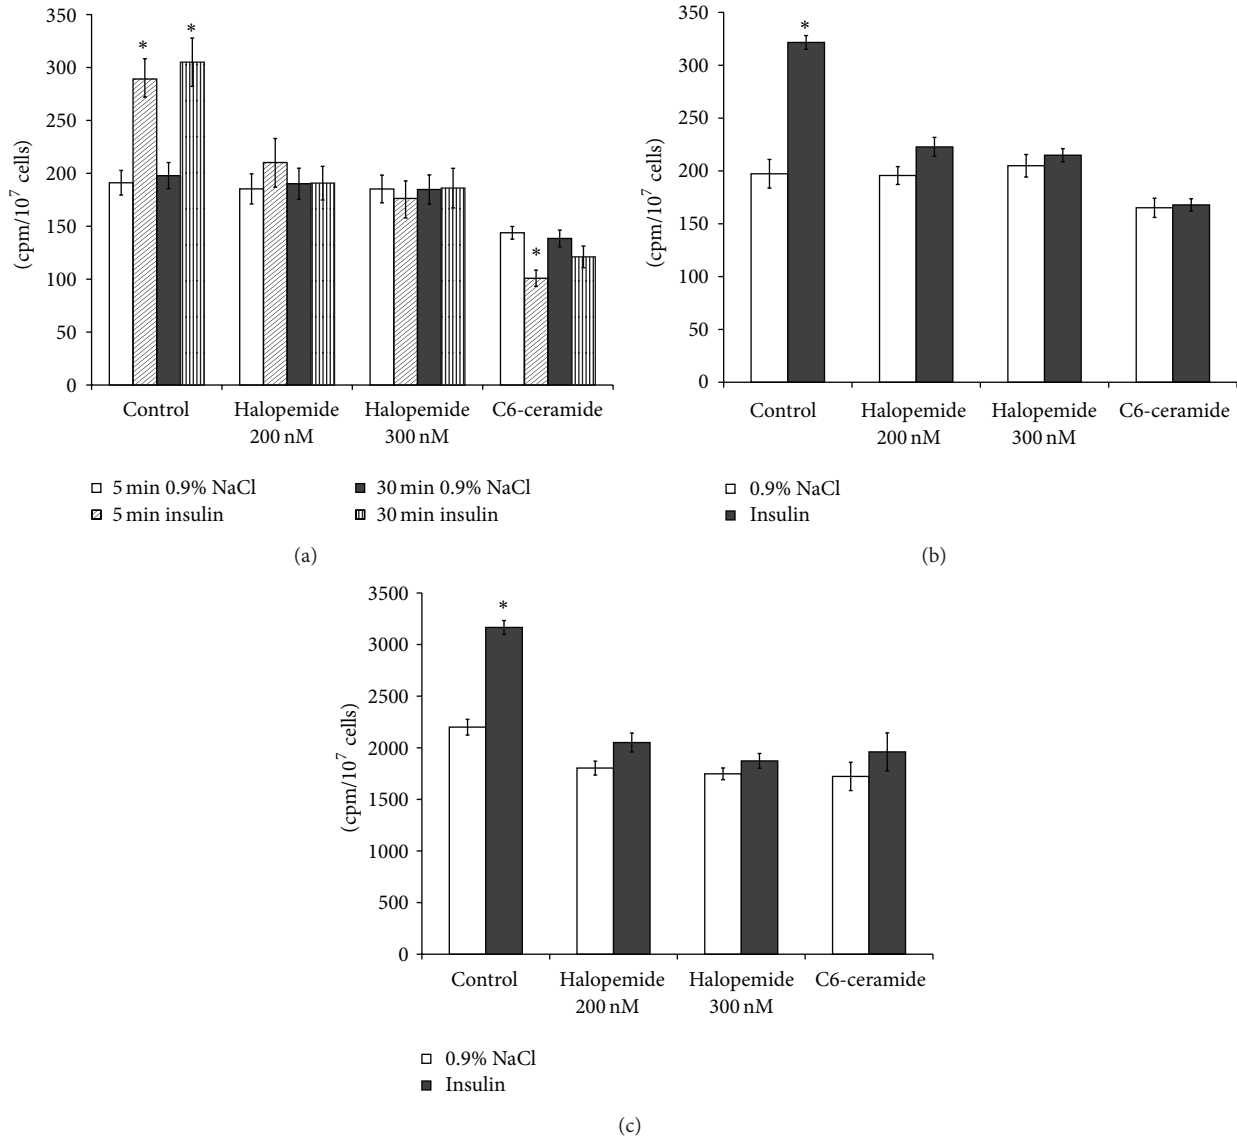 350
300
250
200
150
100
50
0
(cpm/10⁷ cells)
*
*
*
Control
Halopemide
200 nM
Halopemide
300 nM
C6-ceramide
5 min 0.9% NaCl
5 min insulin
30 min 0.9% NaCl
30 min insulin
(a)
350
300
250
200
150
100
50
0
(cpm/10⁷ cells)
*
Control
Halopemide
200 nM
Halopemide
300 nM
C6-ceramide
0.9% NaCl
Insulin
(b)
3500
3000
2500
2000
1500
1000
500
0
(cpm/10⁷ cells)
*
Control
Halopemide
200 nM
Halopemide
300 nM
C6-ceramide
0.9% NaCl
Insulin
(c)